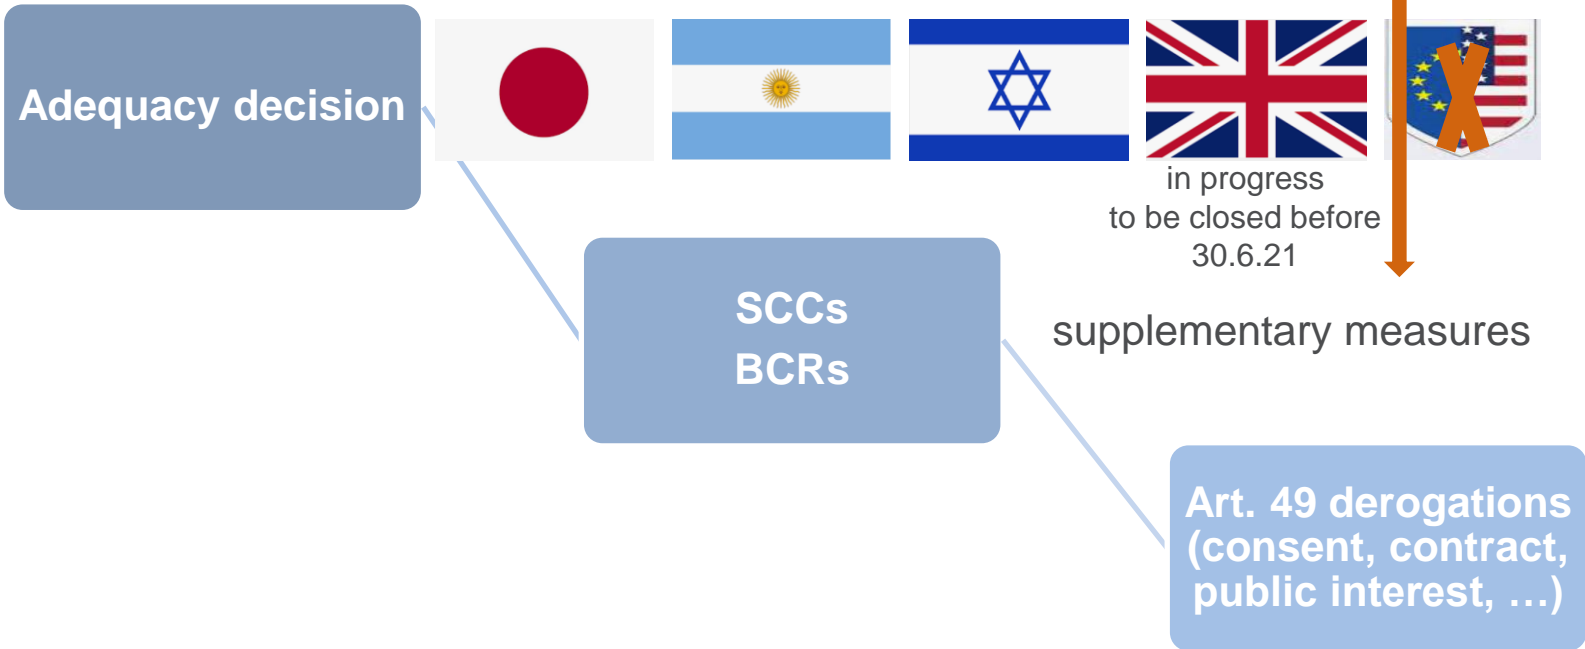 Adequacy decision
in progress
to be closed before
30.6.21
SCCs
BCRs
supplementary measures
Art. 49 derogations
(consent, contract,
public interest, …)